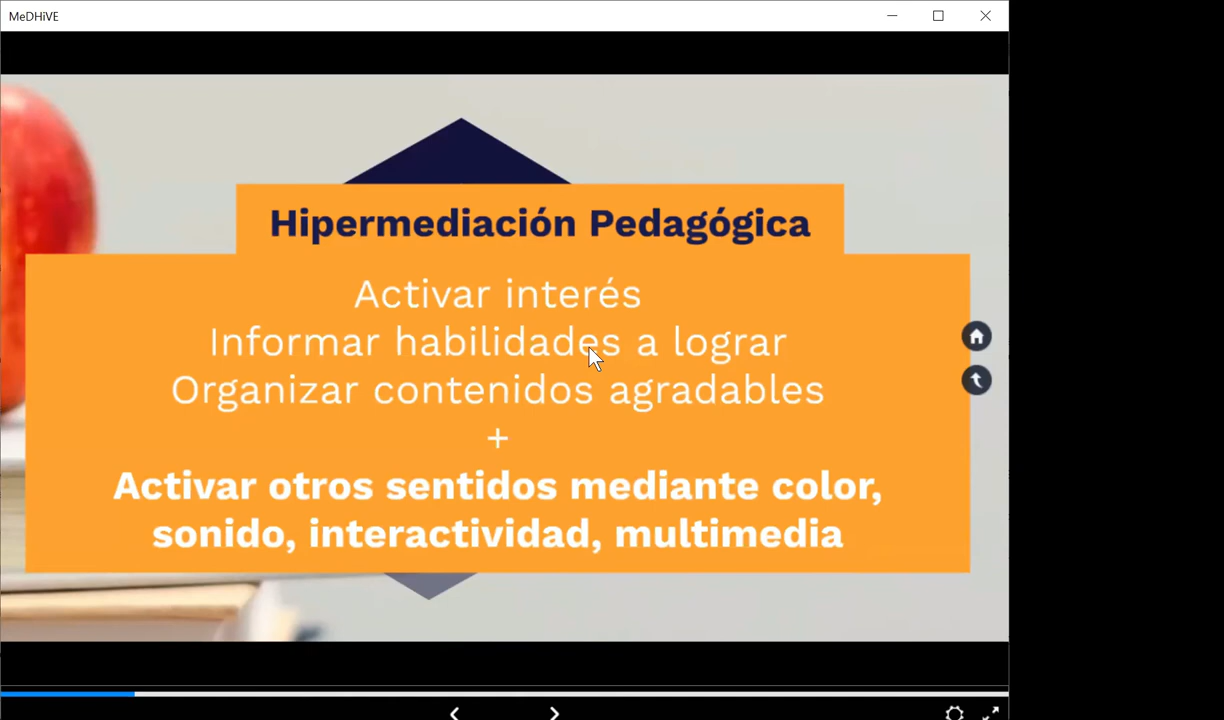 MeDHiVE
Hipermediación Pedagógica
Activar interés
Informar habilidades a lograr
Organizar contenidos agradables
+
Activar otros sentidos mediante color,
sonido, interactividad, multimedia